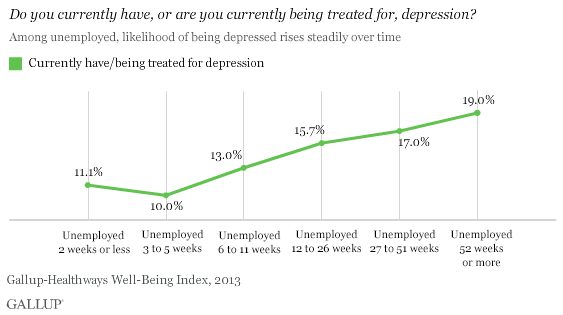 Do you currently have, or are you currently being treated for, depression?
Among unemployed, likelihood of being depressed rises steadily over time
Currently have/being treated for depression
11.1%
10.0%
13.0%
15.7%
17.0%
19.0%
Unemployed
2 weeks or less
Unemployed
3 to 5 weeks
Unemployed
6 to 11 weeks
Unemployed
12 to 26 weeks
Unemployed
27 to 51 weeks
Unemployed
52 weeks
or more
Gallup-Healthways Well-Being Index, 2013
GALLUP®